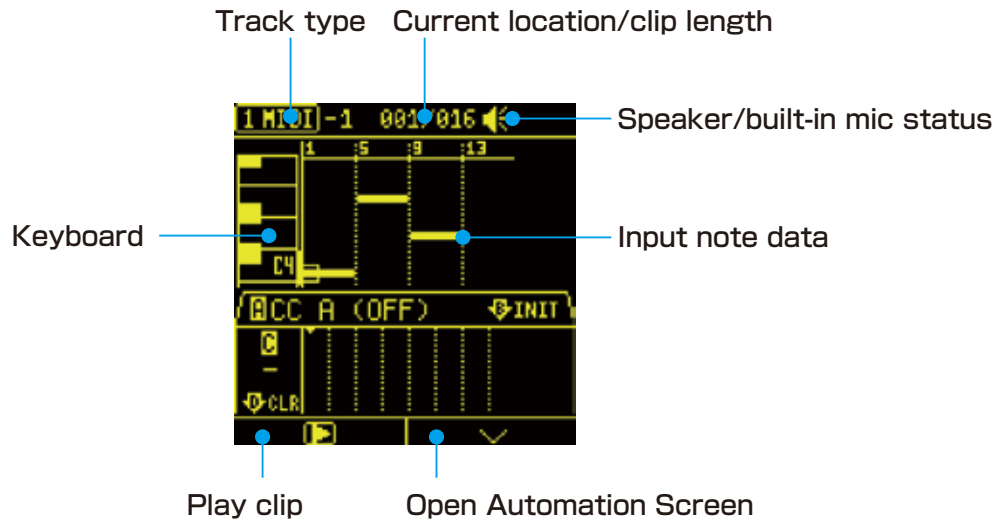 Track type Current location/clip length
1 MIDI -1 001/016
Speaker/built-in mic status
1 5 9 13
Keyboard
Input note data
C4
A CC A (OFF) B INIT
C
D CLR
Play clip Open Automation Screen